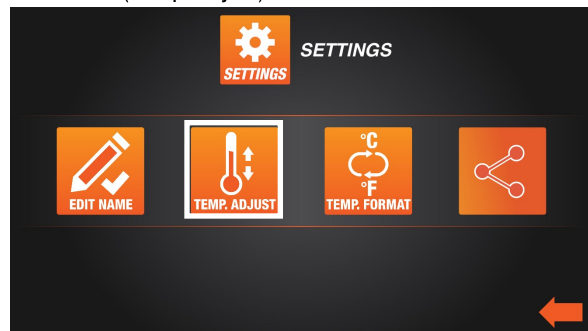 SETTINGS
SETTINGS
EDIT NAME
TEMP. ADJUST
°C
°F
TEMP. FORMAT